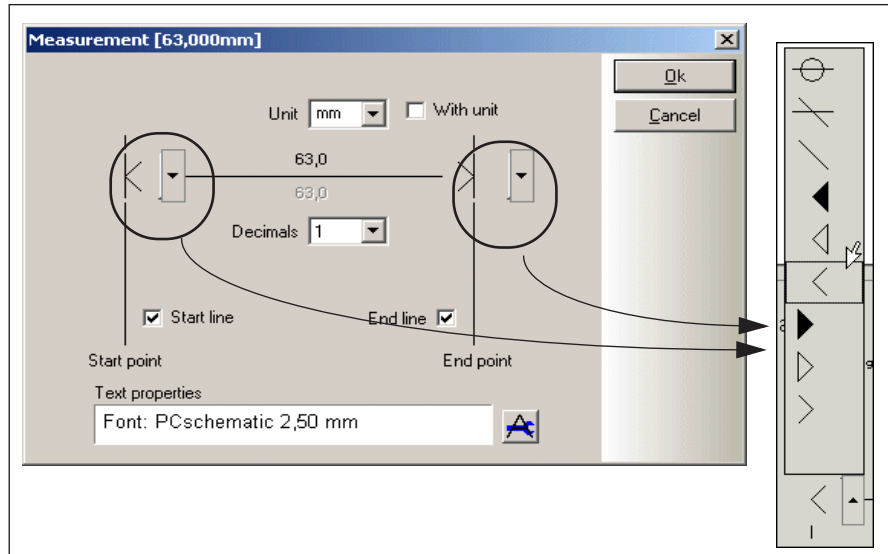 Measurement [63,000mm]
Ok
Cancel
Unit mm With unit
63,0
63,0
Decimals 1
Start line End line
Start point End point
Text properties
Font: PCschematic 2,50 mm